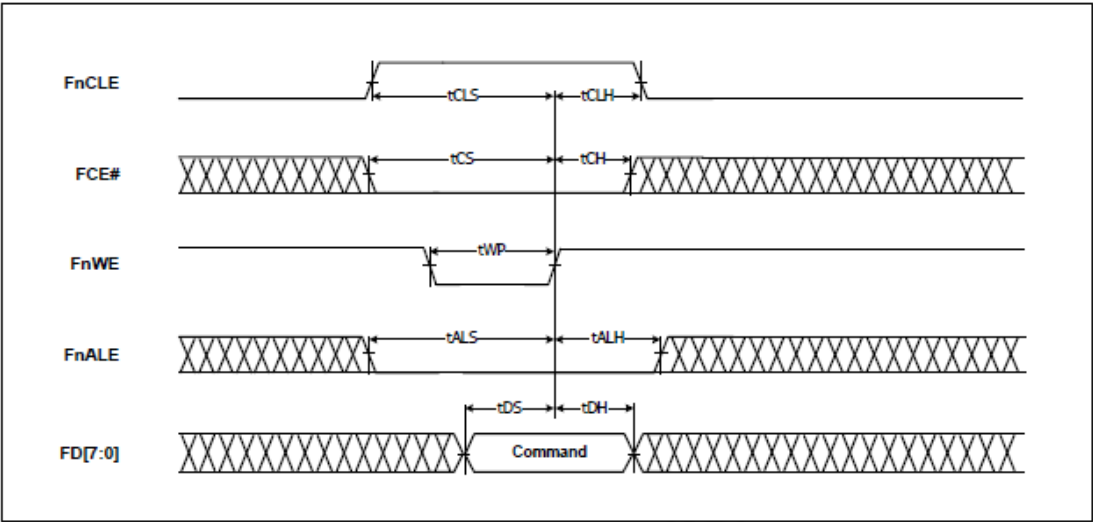 FnCLE
tCLS tCLH
FCE#
tCS tCH
FnWE
tWP
FnALE
tALS tALH
tDS tDH
FD[7:0] Command